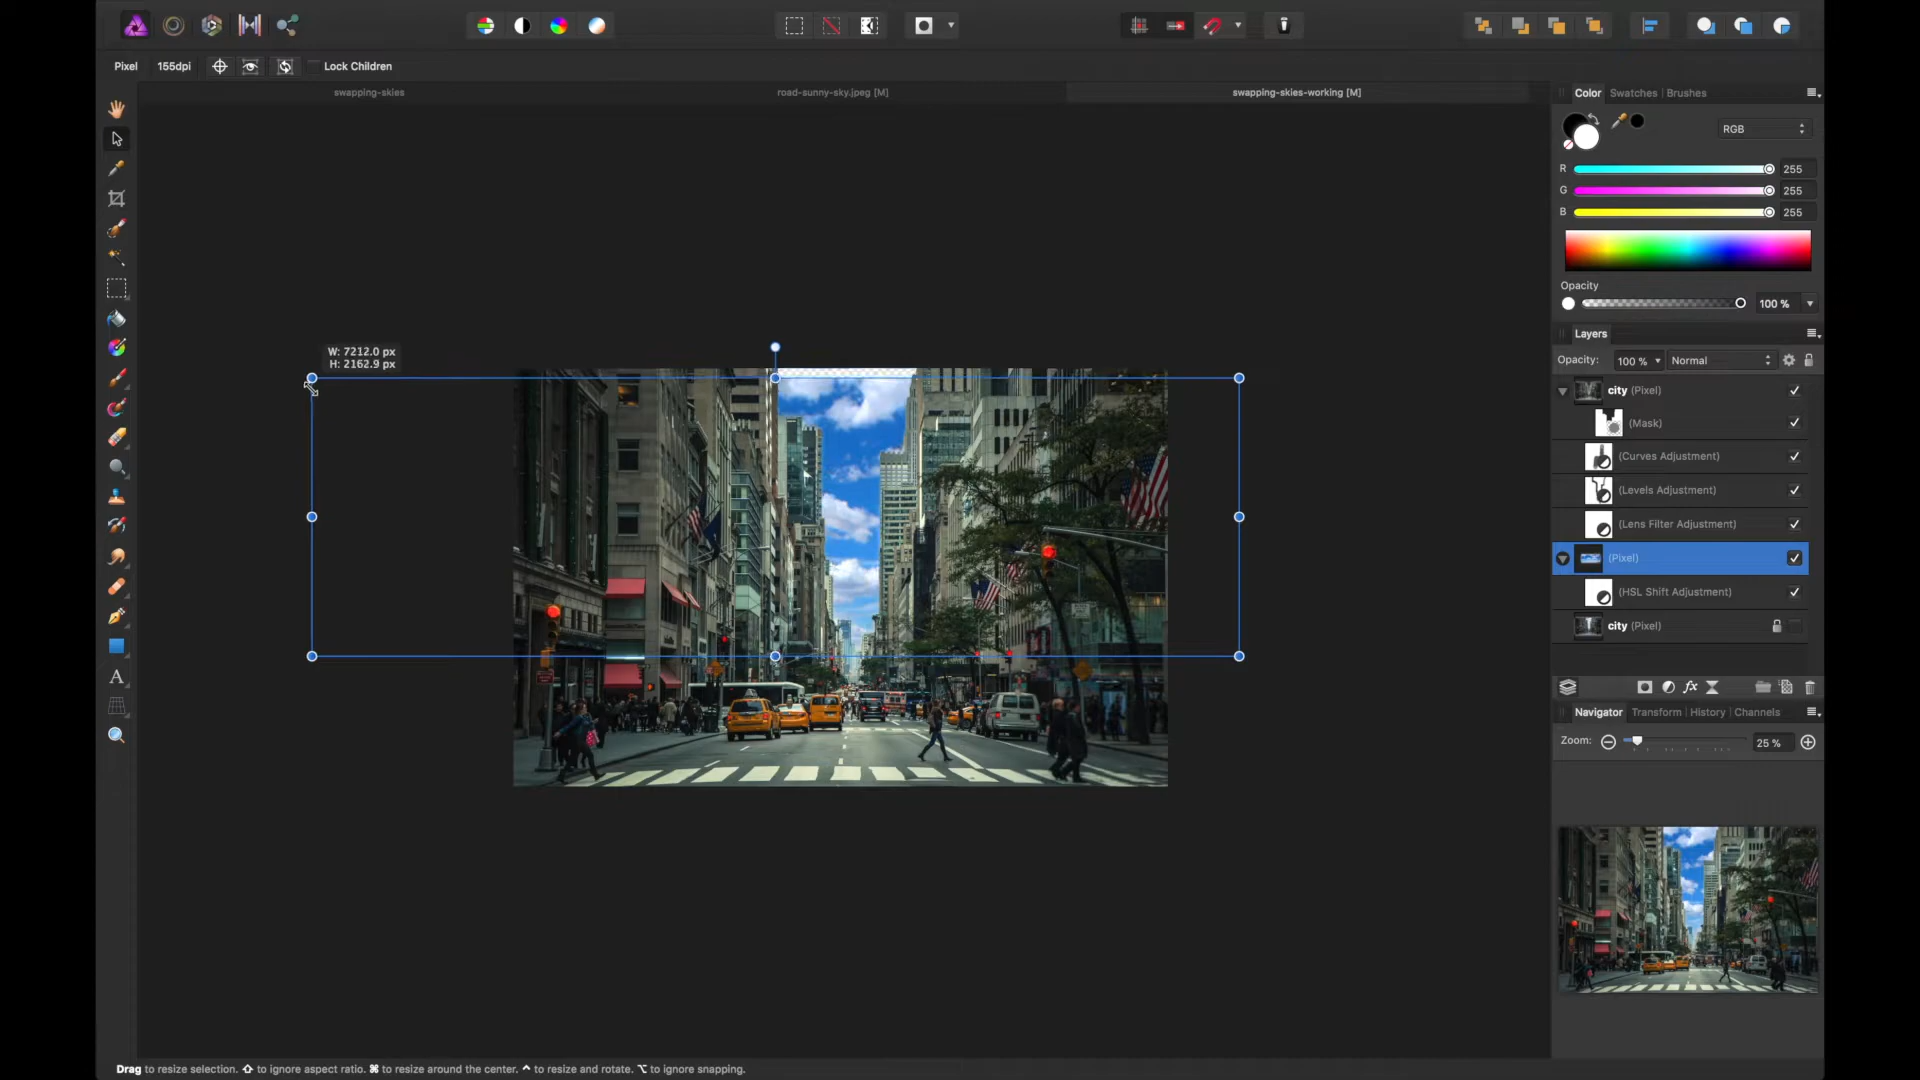 Pixel 155dpi Lock Children
swapping-skies road-sunny-sky.jpeg [M] swapping-skies-working [M]
Color Swatches | Brushes
RGB
R 255
G 255
B 255
Opacity
100 %
Layers
Opacity: 100 % Normal
city (Pixel)
(Mask)
(Curves Adjustment)
(Levels Adjustment)
(Lens Filter Adjustment)
(Pixel)
(HSL Shift Adjustment)
city (Pixel)
fx
Navigator Transform | History | Channels
Zoom: 25 %
W: 7212.0 px
H: 2162.9 px
A
Drag to resize selection. ⇧ to ignore aspect ratio. ⌘ to resize around the center. ^ to resize and rotate. ⌥ to ignore snapping.